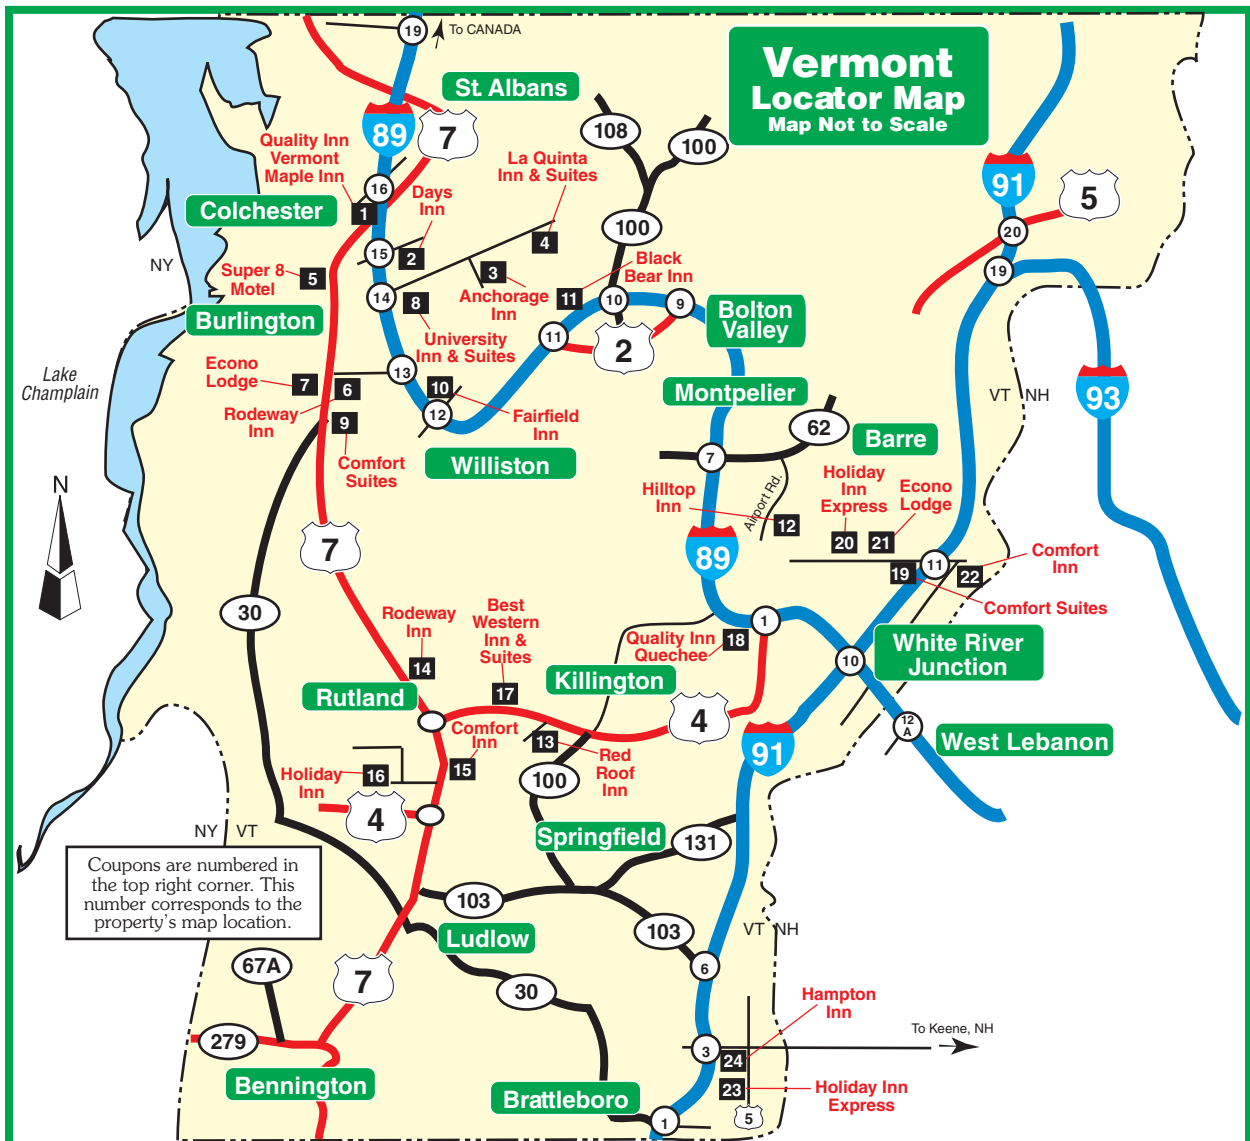 Vermont
Locator Map
Map Not to Scale
19
To CANADA
St. Albans
89
7
108
100
91
5
Quality Inn
Vermont
Maple Inn
16
La Quinta
Inn & Suites
Days
Inn
Colchester
1
100
20
15
2
4
NY
Super 8
Motel
5
3
Black
Bear Inn
19
14
8
Anchorage
Inn
11
10
9
Bolton
Valley
Burlington
University
Inn & Suites
11
2
Lake
Champlain
Econo
Lodge
7
6
13
10
Montpelier
VT
NH
93
Rodeway
Inn
9
12
Fairfield
Inn
62
Barre
Comfort
Suites
Williston
7
Holiday
Inn
Express
Econo
Lodge
N
Hilltop
Inn
Airport Rd.
12
20
21
7
89
11
Comfort
Inn
19
22
Comfort Suites
30
Rodeway
Inn
Best
Western
Inn &
Suites
1
Quality Inn
Quechee
18
White River
Junction
14
10
Killington
Rutland
17
4
12
A
Comfort
Inn
13
Red
Roof
Inn
91
West Lebanon
Holiday
Inn
16
15
100
4
NY
VT
Springfield
131
Coupons are numbered in
the top right corner. This
number corresponds to the
property's map location.
103
103
VT
NH
Ludlow
67A
7
6
30
Hampton
Inn
279
3
To Keene, NH
24
Bennington
23
Holiday Inn
Express
Brattleboro
1
5